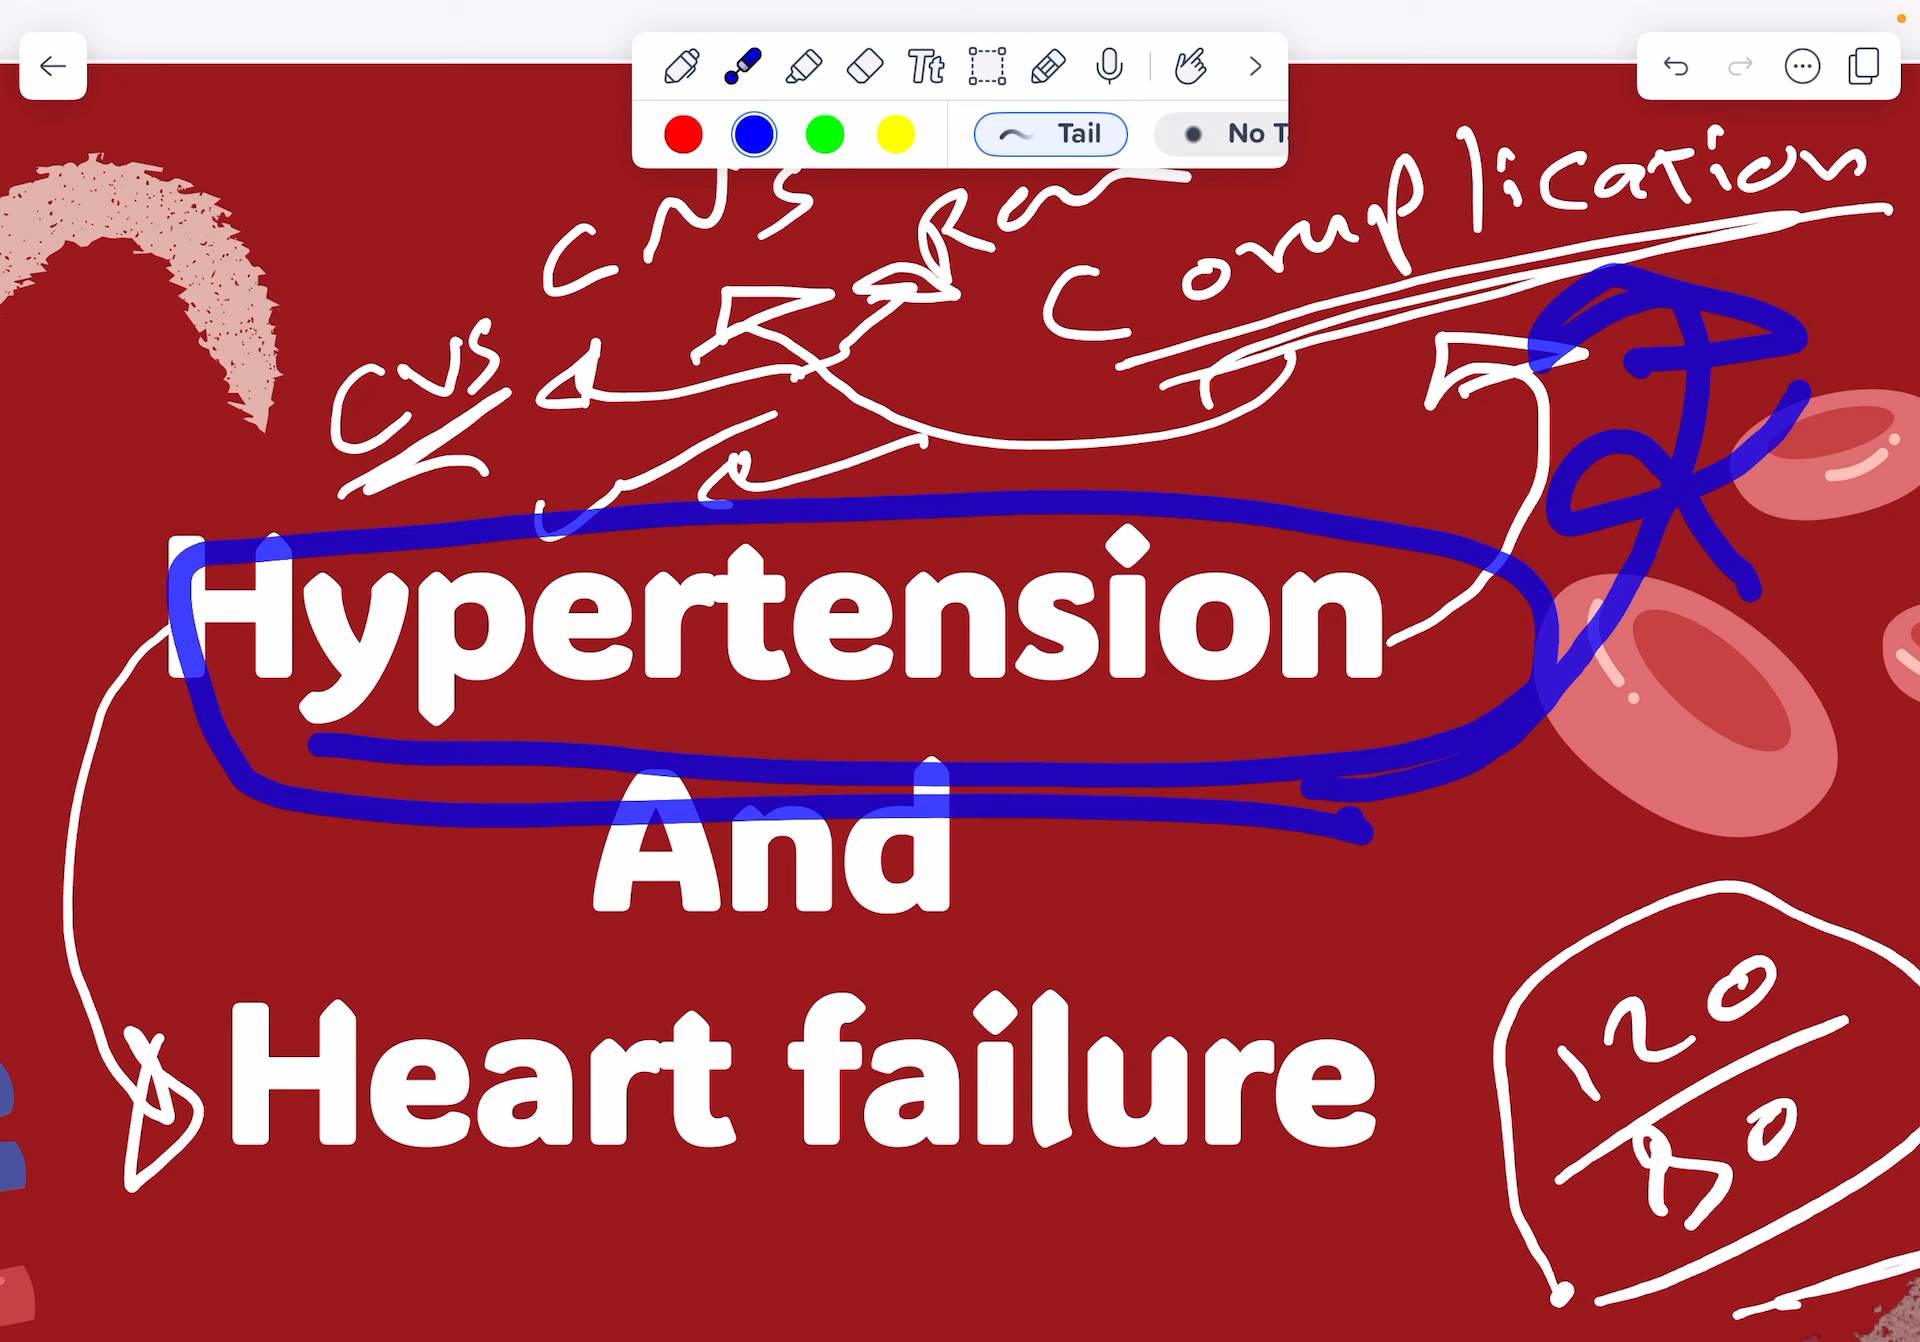 Tail No T
CNS
Complication
CVS
Hypertension
And
Heart failure
120
80